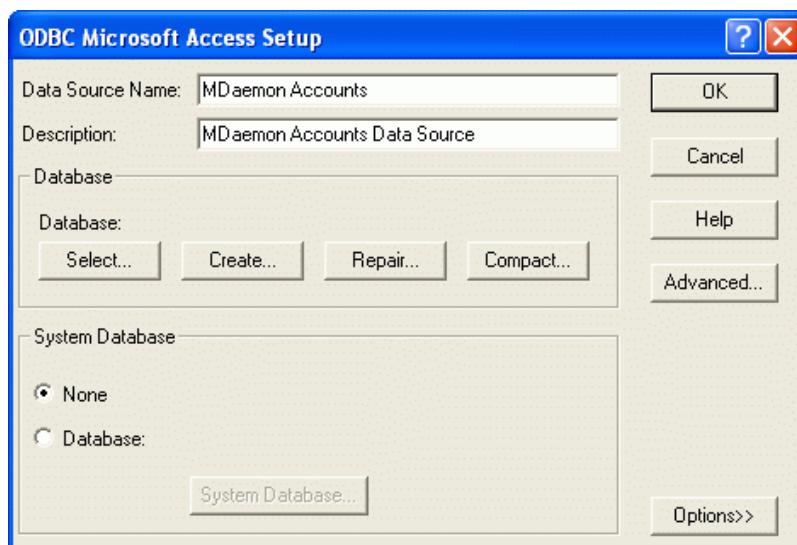 ODBC Microsoft Access Setup
Data Source Name: MDaemon Accounts
OK
Description: MDaemon Accounts Data Source
Cancel
Database
Database:
Select... Create... Repair... Compact...
Help
Advanced...
System Database
None
Database:
System Database...
Options>>